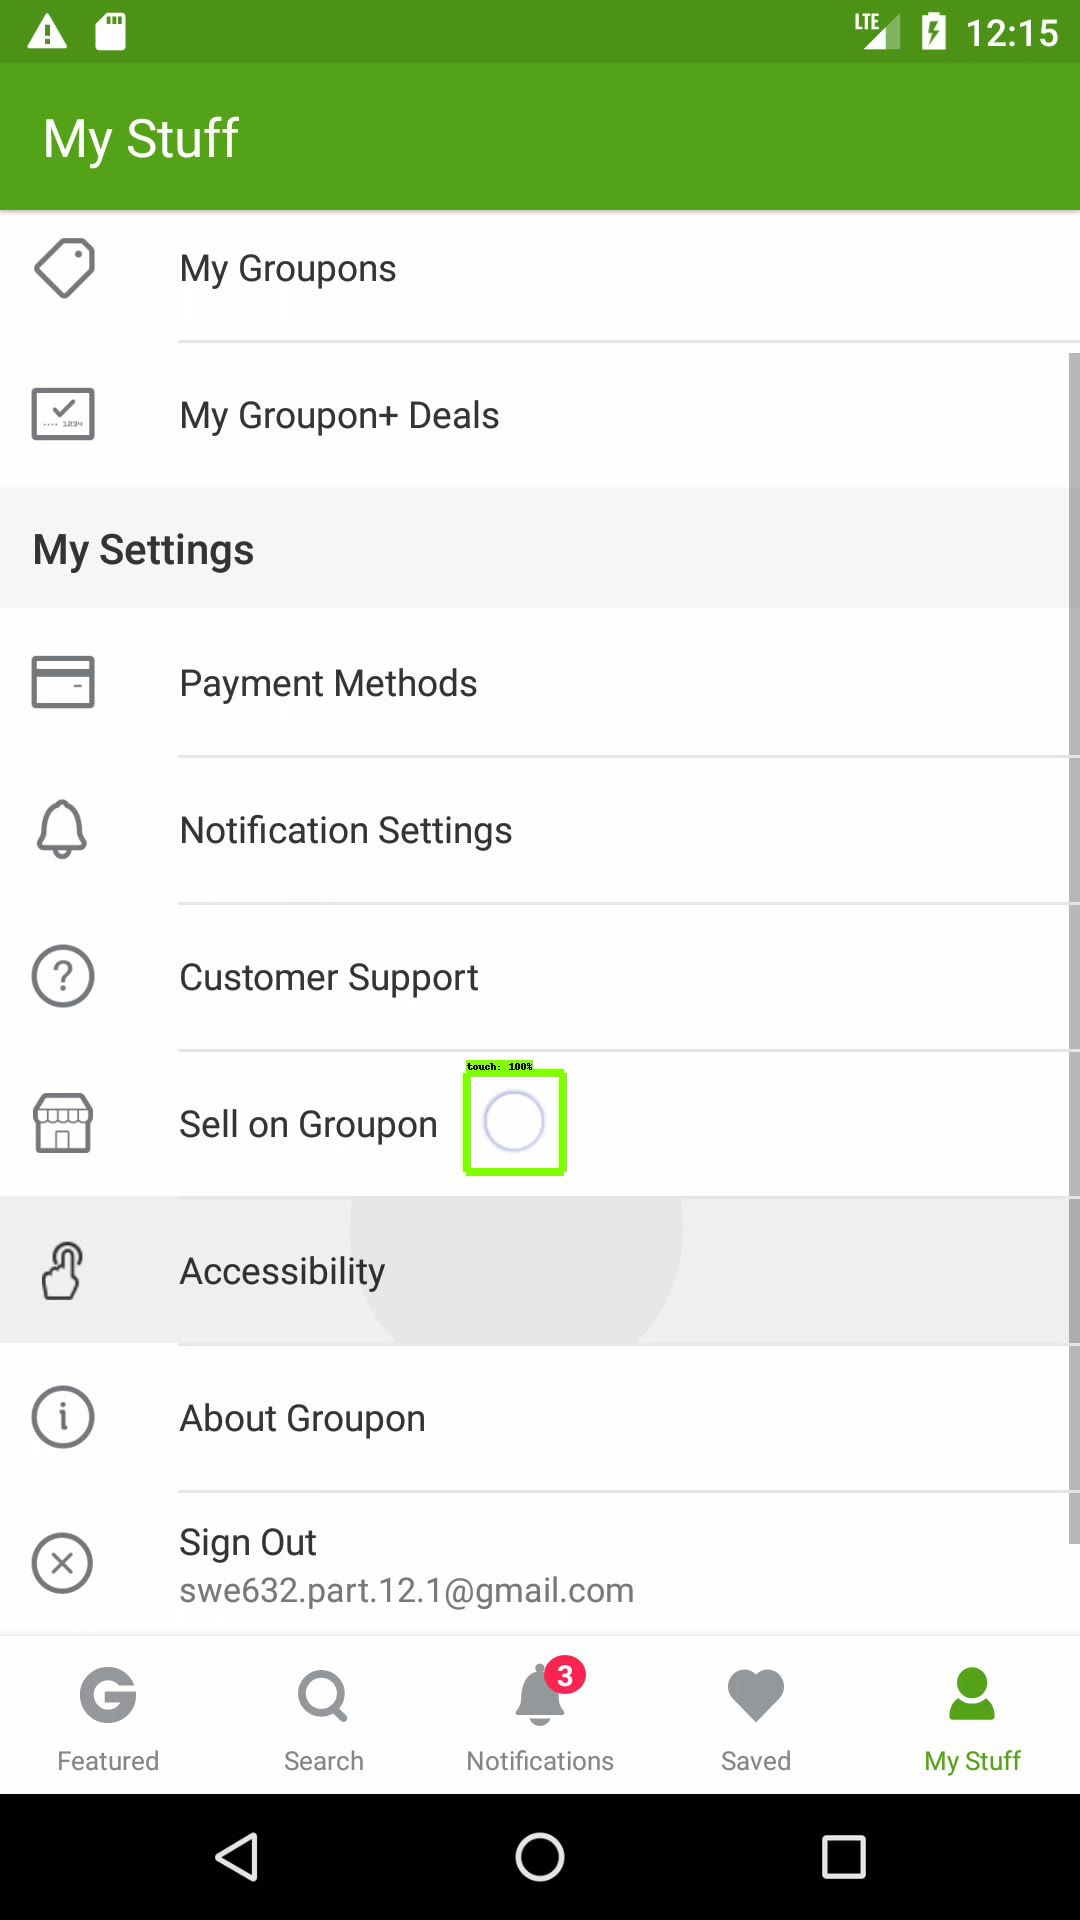 LTE 12:15
My Stuff
My Groupons
1234
My Groupon+ Deals
My Settings
Payment Methods
Notification Settings
Customer Support
touch: 100%
Sell on Groupon
Accessibility
About Groupon
Sign Out
swe632.part.12.1@gmail.com
3
Featured Search Notifications Saved My Stuff